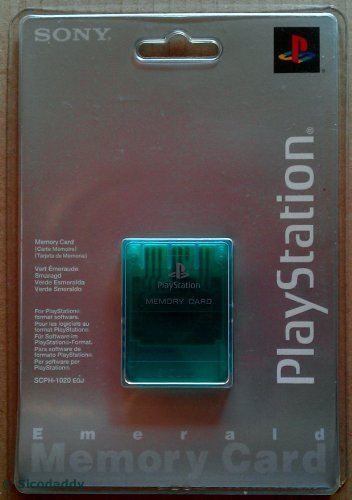 SONY
PlayStation®
Memory Card
(Carte Mémoire)
(Tarjeta de Memoria)
Vert Émeraude
Smaragd
Verde Esmeralda
Verde Smeraldo
For PlayStation®
format software.
Pour les logiciels au
format PlayStation®.
Für Software im
PlayStation®-Format.
Para software de
formato PlayStation®.
Per software per
PlayStation®.
SCPH-1020 EGJ
PlayStation
MEMORY CARD
Emerald
Memory Card
© Sicodaddy